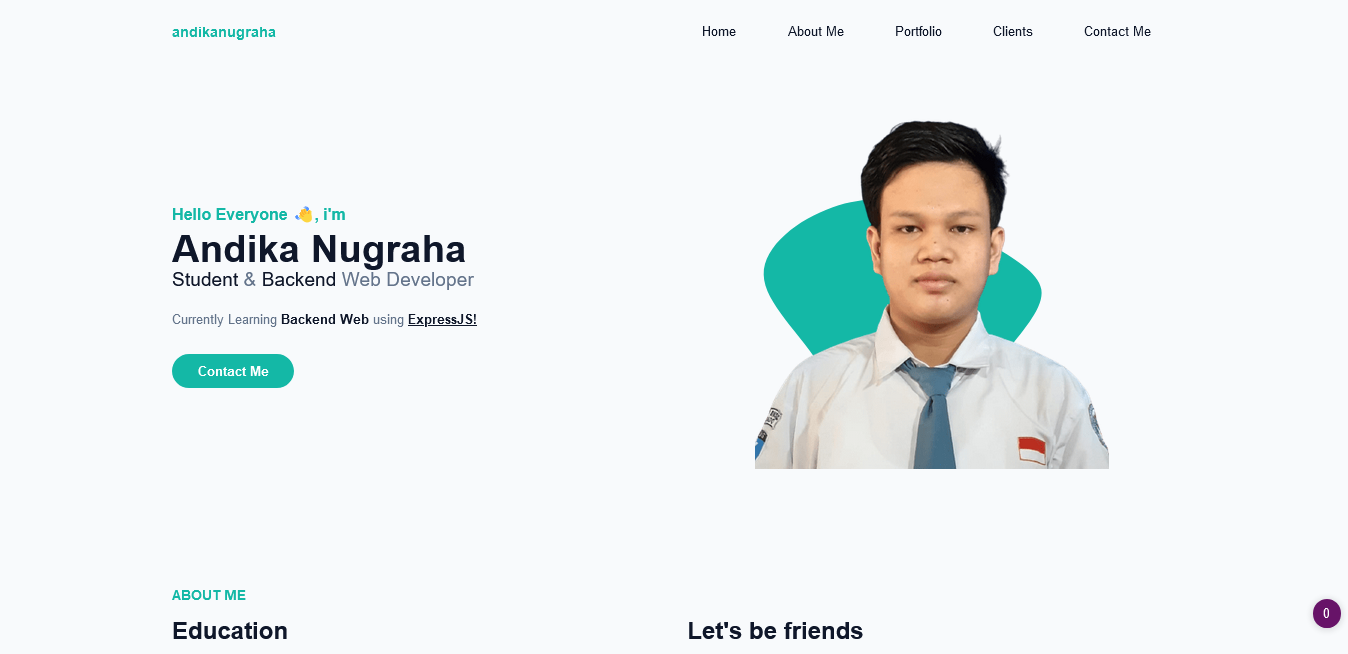 andikanugraha
Home
About Me
Portfolio
Clients
Contact Me
Hello Everyone 👋, i'm
Andika Nugraha
Student & Backend Web Developer
Currently Learning Backend Web using ExpressJS!
Contact Me
ABOUT ME
Education
Let's be friends
0